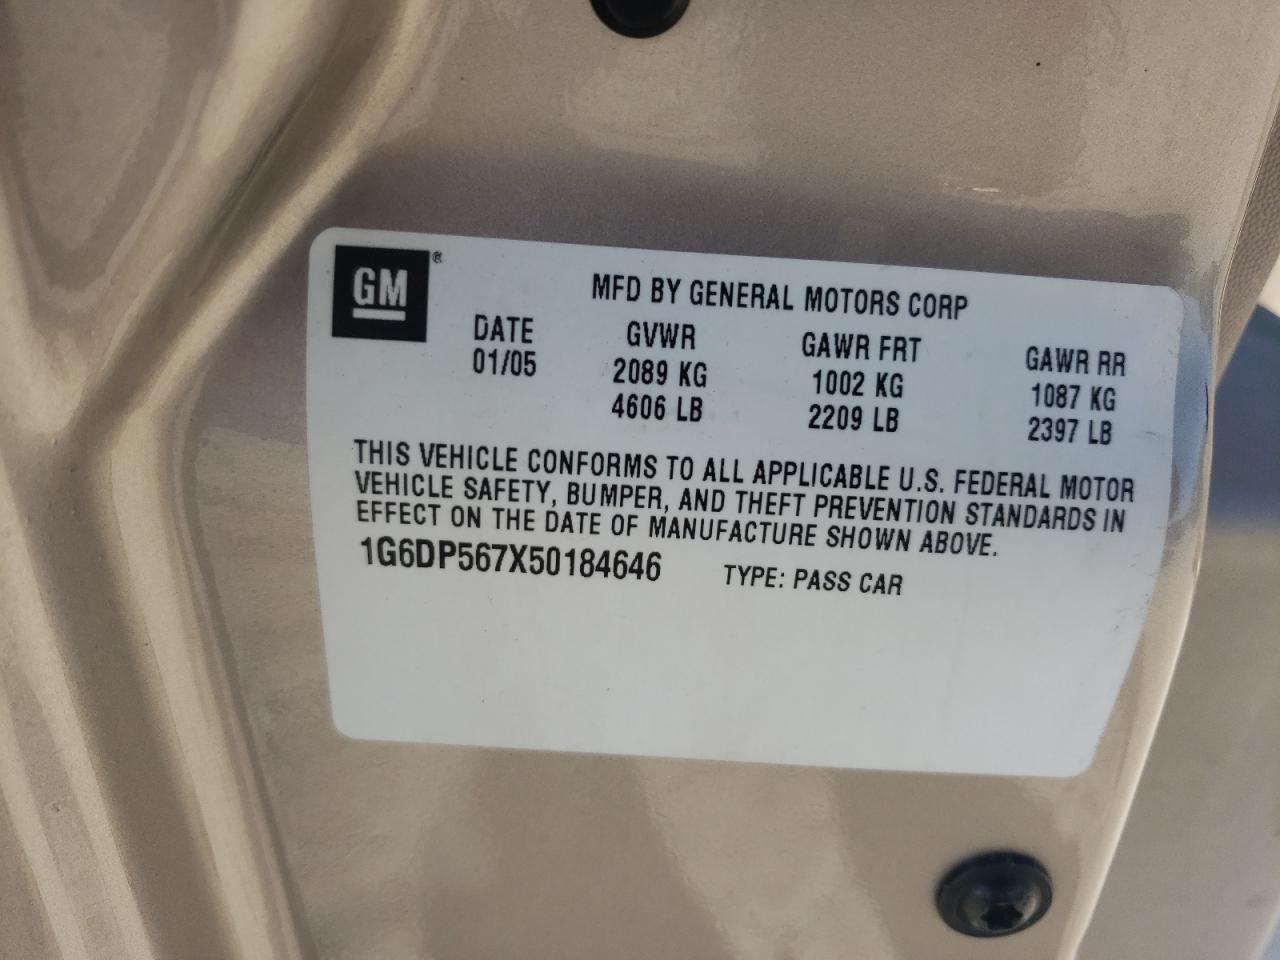 GM®
MFD BY GENERAL MOTORS CORP
DATE GVWR GAWR FRT GAWR RR
01/05 2089 KG 1002 KG 1087 KG
4606 LB 2209 LB 2397 LB
THIS VEHICLE CONFORMS TO ALL APPLICABLE U.S. FEDERAL MOTOR
VEHICLE SAFETY, BUMPER, AND THEFT PREVENTION STANDARDS IN
EFFECT ON THE DATE OF MANUFACTURE SHOWN ABOVE.
1G6DP567X50184646 TYPE: PASS CAR